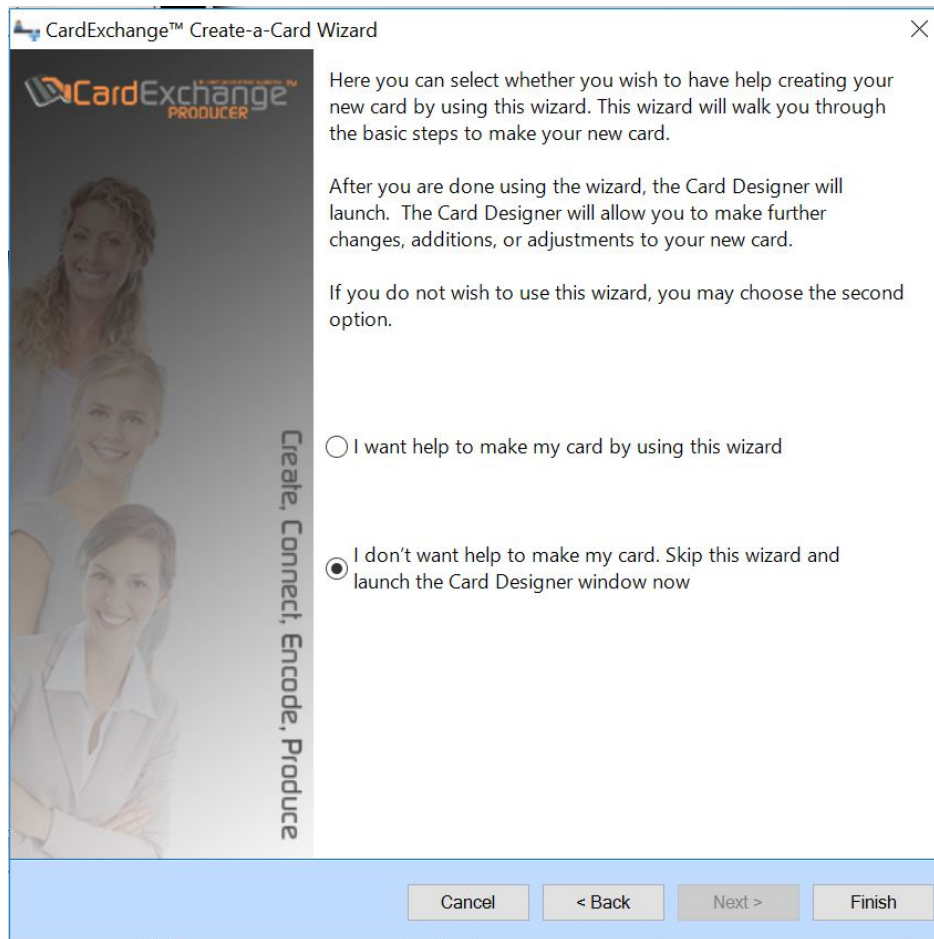 CardExchange™ Create-a-Card Wizard
CardExchange™
PRODUCER
Here you can select whether you wish to have help creating your
new card by using this wizard. This wizard will walk you through
the basic steps to make your new card.
After you are done using the wizard, the Card Designer will
launch.  The Card Designer will allow you to make further
changes, additions, or adjustments to your new card.
If you do not wish to use this wizard, you may choose the second
option.
I want help to make my card by using this wizard
I don't want help to make my card. Skip this wizard and
launch the Card Designer window now
Create, Connect, Encode, Produce
Cancel
< Back
Next >
Finish